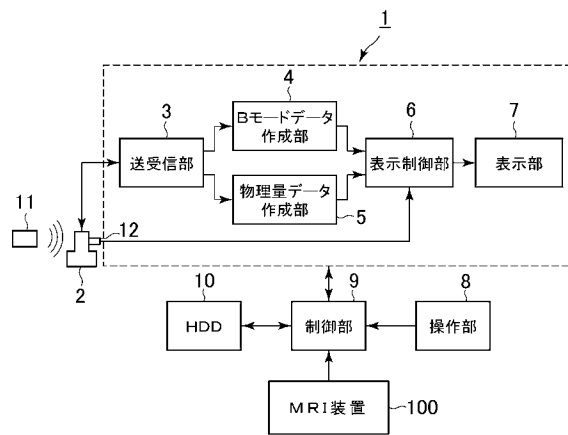 1
4
Bモードデータ
作成部
3
送受信部
6
表示制御部
7
表示部
物理量データ
作成部
5
11
12
2
10
HDD
9
制御部
8
操作部
MRI装置
100